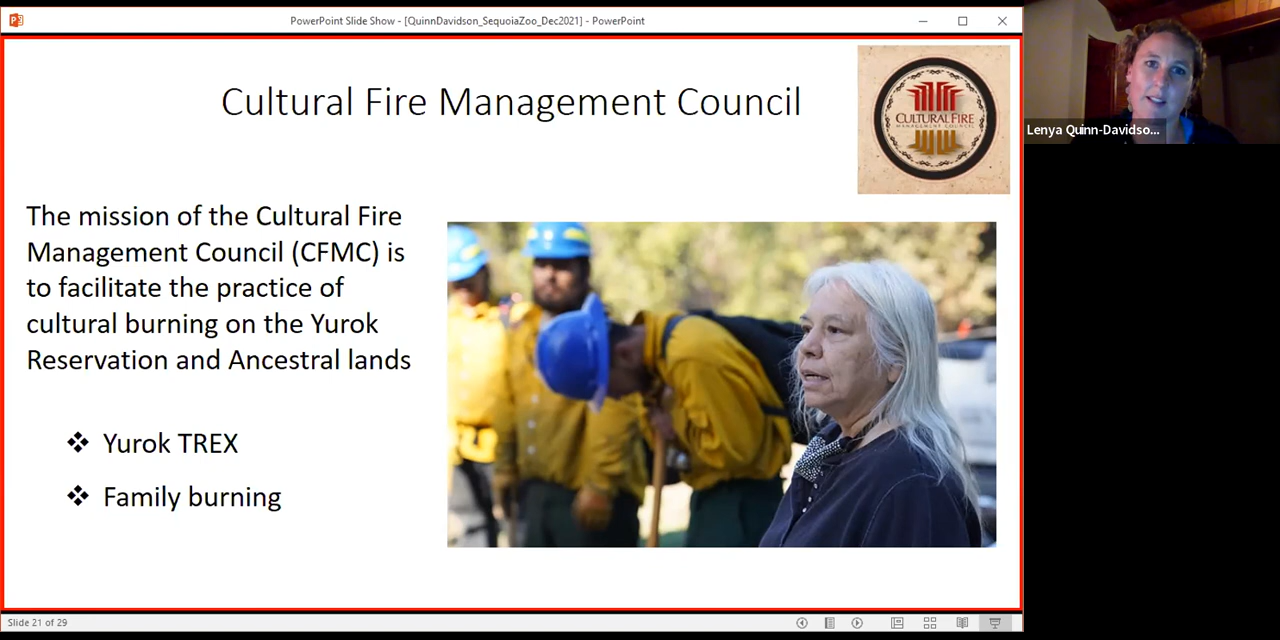 PowerPoint Slide Show - [QuinnDavidson_SequoiaZoo_Dec2021] - PowerPoint
Cultural Fire Management Council
CULTURAL FIRE
MANAGEMENT COUNCIL
Lenya Quinn-Davidso...
The mission of the Cultural Fire
Management Council (CFMC) is
to facilitate the practice of
cultural burning on the Yurok
Reservation and Ancestral lands
❖ Yurok TREX
❖ Family burning
Slide 21 of 29